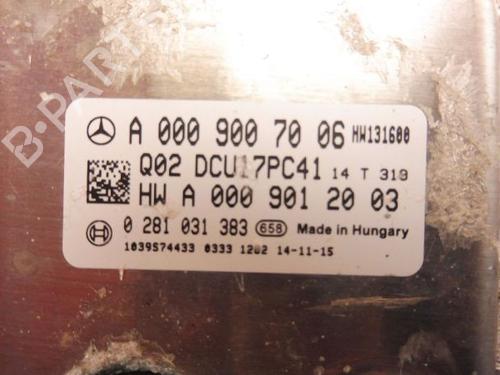 B-PARTS
A 000 900 70 06 HW131600
Q02 DCU17PC41 14 T 319
HW A 000 901 20 03
0 281 031 383 658 Made in Hungary
1039S74433 0333 1202 14-11-15